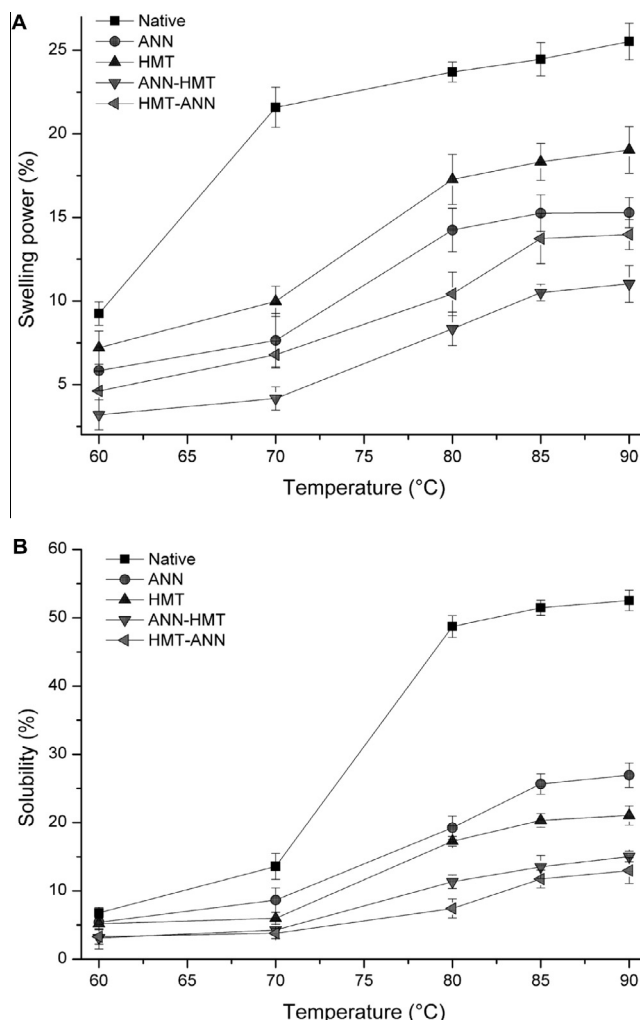 A
Native
ANN
HMT
ANN-HMT
HMT-ANN
25
20
15
10
5
Swelling power (%)
60 65 70 75 80 85 90
Temperature (°C)
B
60
Native
ANN
HMT
ANN-HMT
HMT-ANN
50
40
30
20
10
0
Solubility (%)
60 65 70 75 80 85 90
Temperature (°C)